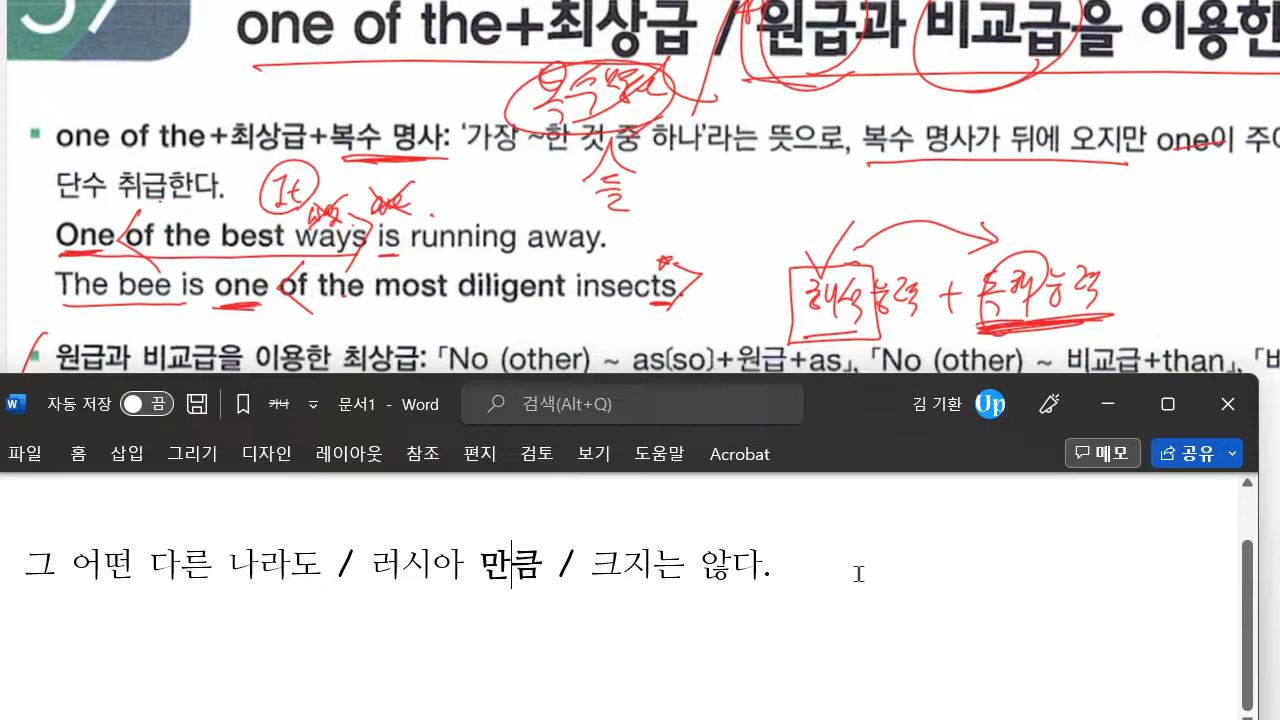 one of the+최상급 / 원급과 비교급을 이용한
복수명사
one of the+최상급+복수 명사: '가장 ~한 것 중 하나'라는 뜻으로, 복수 명사가 뒤에 오지만 one이 주어
들
단수 취급한다.
It
One of the best ways is running away.
The bee is one of the most diligent insects.
해석능력 + 독해능력
원급과 비교급을 이용한 최상급: 「No (other) ~ as(so)+원급+as」, 「No (other) ~ 비교급+than」, 「비
자동 저장 끔 가나 문서1 - Word 검색(Alt+Q) 김 기환 Up
파일 홈 삽입 그리기 디자인 레이아웃 참조 편지 검토 보기 도움말 Acrobat 메모 공유
그 어떤 다른 나라도 / 러시아 만큼 / 크지는 않다.